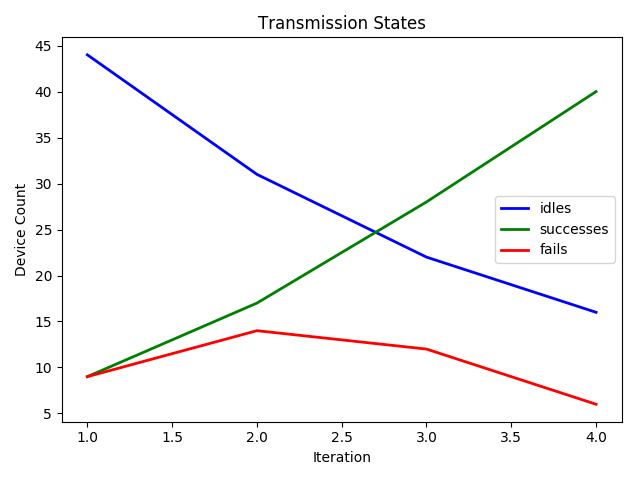 Transmission States
Device Count
45
40
35
30
25
20
15
10
5
idles
successes
fails
1.0 1.5 2.0 2.5 3.0 3.5 4.0
Iteration